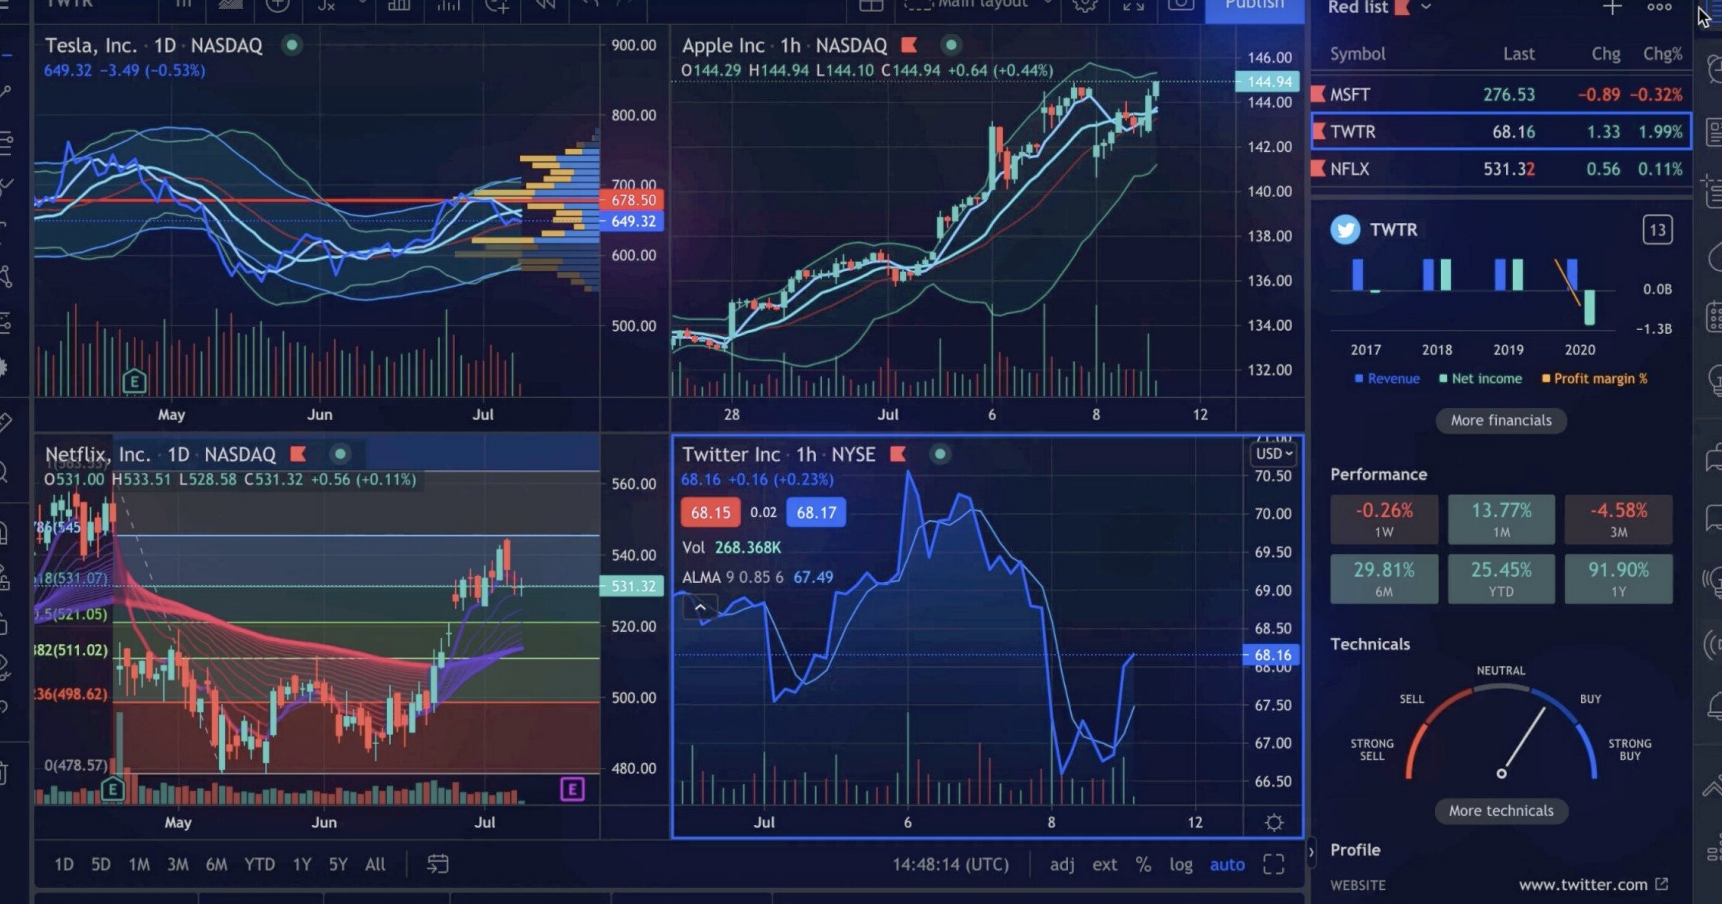 TWTR
Main layout
Publish
Tesla, Inc. · 1D · NASDAQ
649.32 −3.49 (−0.53%)
900.00
800.00
700.00
678.50
649.32
600.00
500.00
E
May Jun Jul
Apple Inc · 1h · NASDAQ
O144.29 H144.94 L144.10 C144.94 +0.64 (+0.44%)
146.00
144.94
144.00
142.00
140.00
138.00
136.00
134.00
132.00
28 Jul 6 8 12
Netflix, Inc. · 1D · NASDAQ
O531.00 H533.51 L528.58 C531.32 +0.56 (+0.11%)
560.00
540.00
531.32
520.00
500.00
480.00
(531.07)
(521.05)
382(511.02)
236(498.62)
0(478.57)
E E
May Jun Jul
Twitter Inc · 1h · NYSE
68.16 +0.16 (+0.23%)
68.15 0.02 68.17
Vol 268.368K
ALMA 9 0.85 6 67.49
USD
70.50
70.00
69.50
69.00
68.50
68.16
68.00
67.50
67.00
66.50
Jul 6 8 12
1D 5D 1M 3M 6M YTD 1Y 5Y All
14:48:14 (UTC) adj ext % log auto
Red list
Symbol Last Chg Chg%
MSFT 276.53 −0.89 −0.32%
TWTR 68.16 1.33 1.99%
NFLX 531.32 0.56 0.11%
TWTR 13
0.0B
−1.3B
2017 2018 2019 2020
Revenue Net income Profit margin %
More financials
Performance
-0.26% 13.77% -4.58%
1W 1M 3M
29.81% 25.45% 91.90%
6M YTD 1Y
Technicals
NEUTRAL
SELL BUY
STRONG SELL STRONG BUY
More technicals
Profile
WEBSITE www.twitter.com